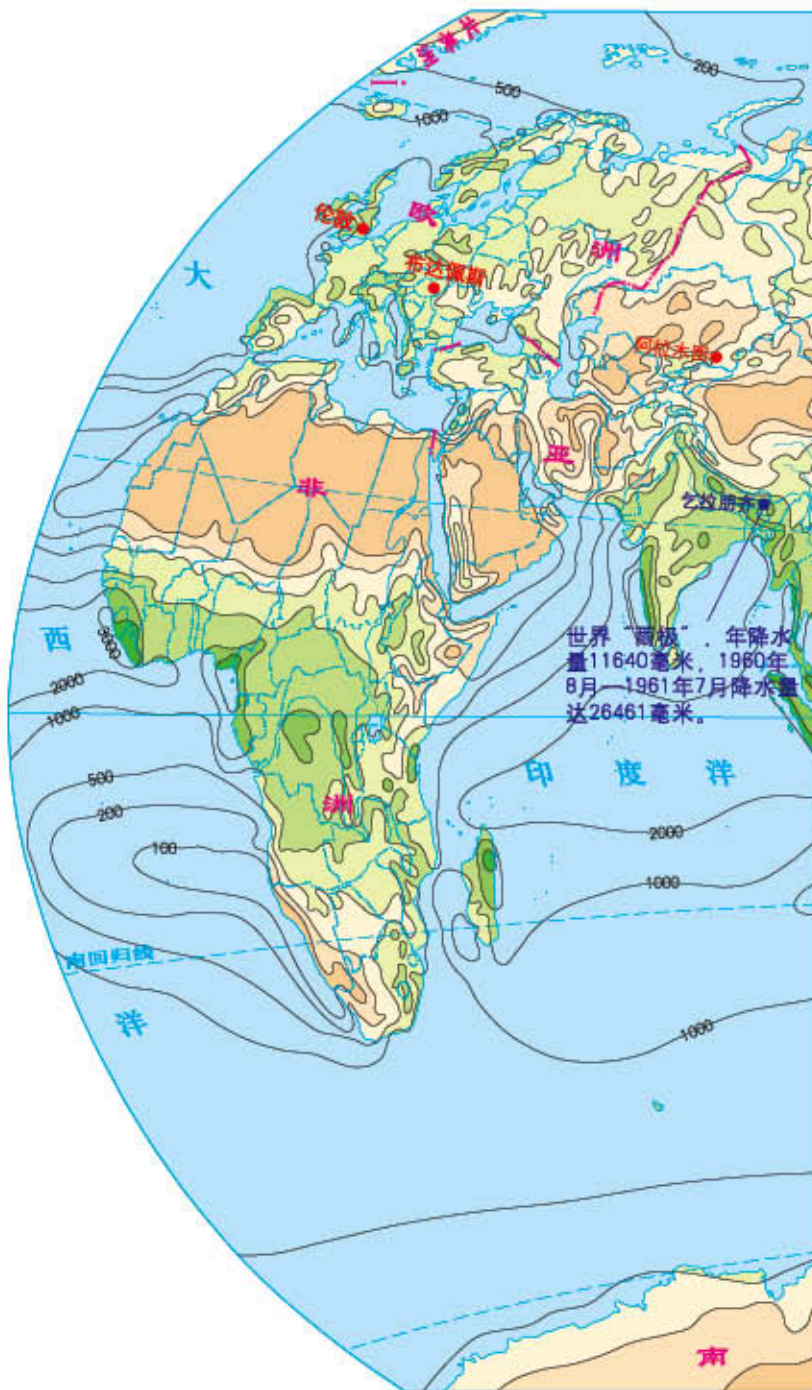 200
500
1000
欧
洲
伦敦
布达佩斯
大
阿拉木图
亚
非
乞拉朋齐
西
3000
2000
1000
世界“雨极”，年降水
量11640毫米，1960年
8月—1961年7月降水量
达26461毫米。
印 度 洋
500
200
100
洲
2000
1000
南回归线
洋
1000
南